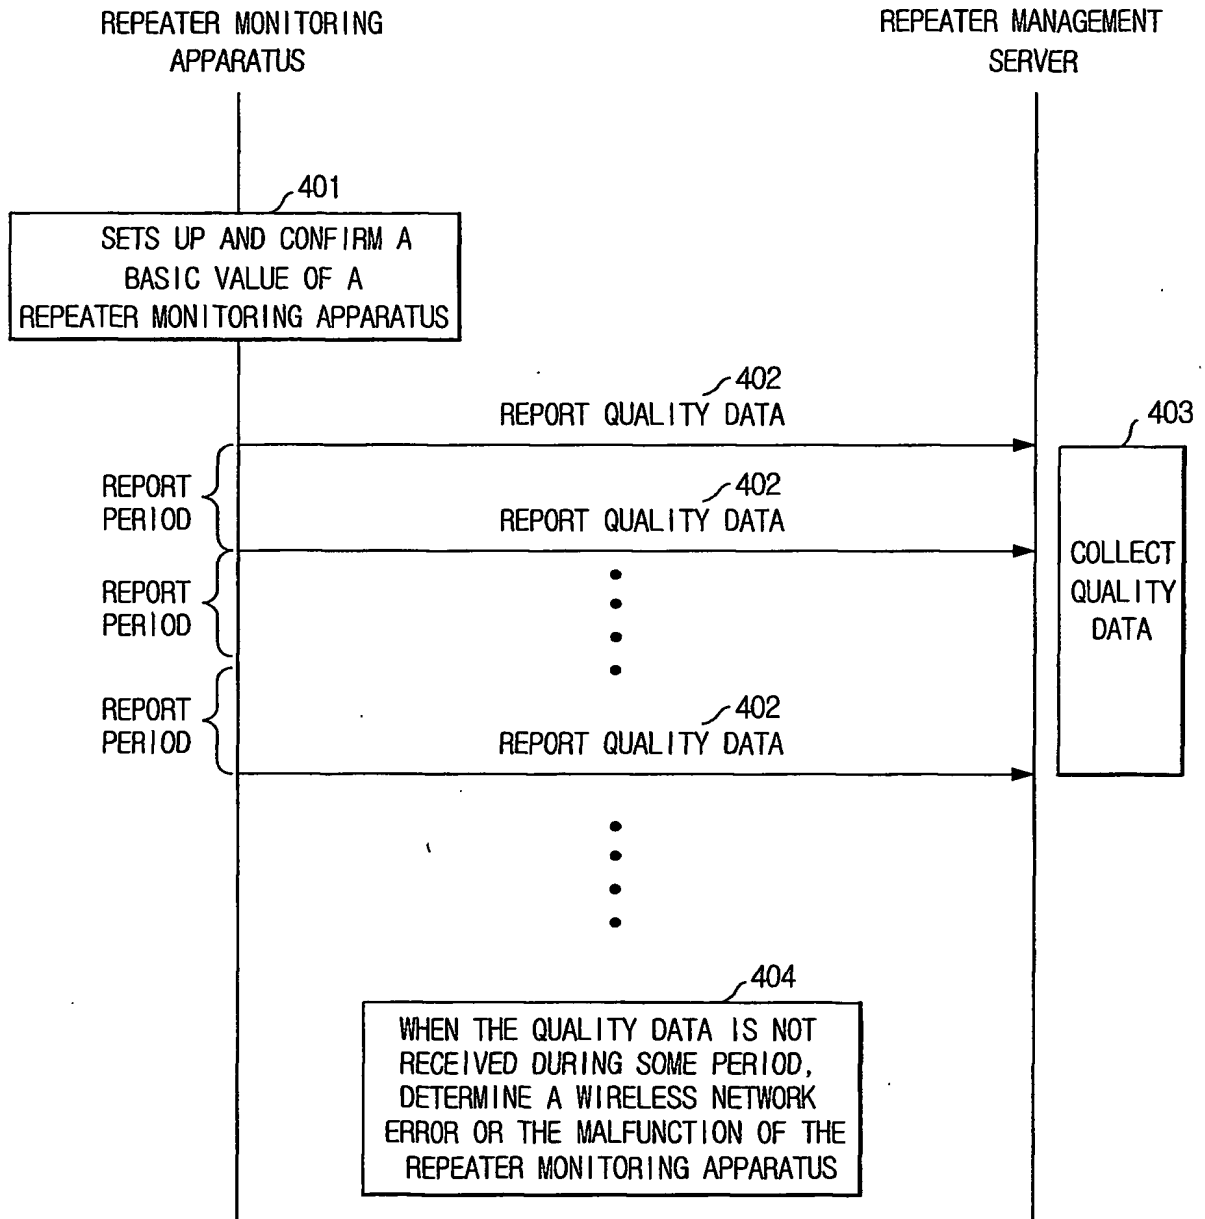 REPEATER MONITORING
APPARATUS
REPEATER MANAGEMENT
SERVER
401
SETS UP AND CONFIRM A
BASIC VALUE OF A
REPEATER MONITORING APPARATUS
402
REPORT QUALITY DATA
403
REPORT
PERIOD
402
REPORT QUALITY DATA
COLLECT
QUALITY
DATA
REPORT
PERIOD
REPORT
PERIOD
402
REPORT QUALITY DATA
404
WHEN THE QUALITY DATA IS NOT
RECEIVED DURING SOME PERIOD,
DETERMINE A WIRELESS NETWORK
ERROR OR THE MALFUNCTION OF THE
REPEATER MONITORING APPARATUS